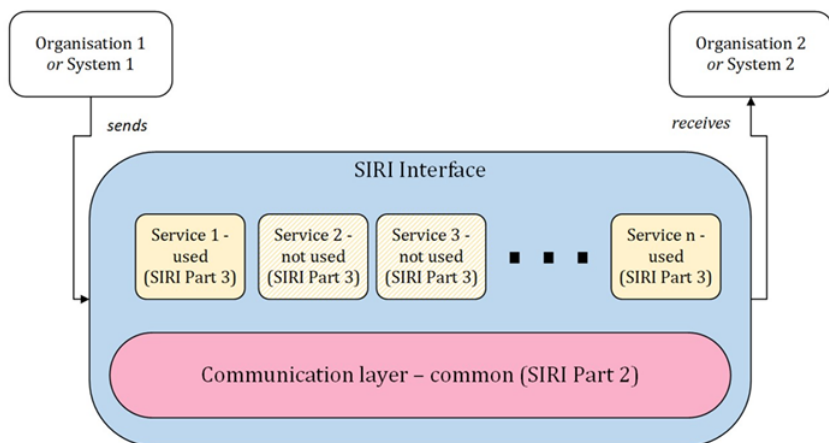 Organisation 1
or System 1
Organisation 2
or System 2
sends
receives
SIRI Interface
Service 1 -
used
(SIRI Part 3)
Service 2 -
not used
(SIRI Part 3)
Service 3 -
not used
(SIRI Part 3)
Service n -
used
(SIRI Part 3)
Communication layer – common (SIRI Part 2)